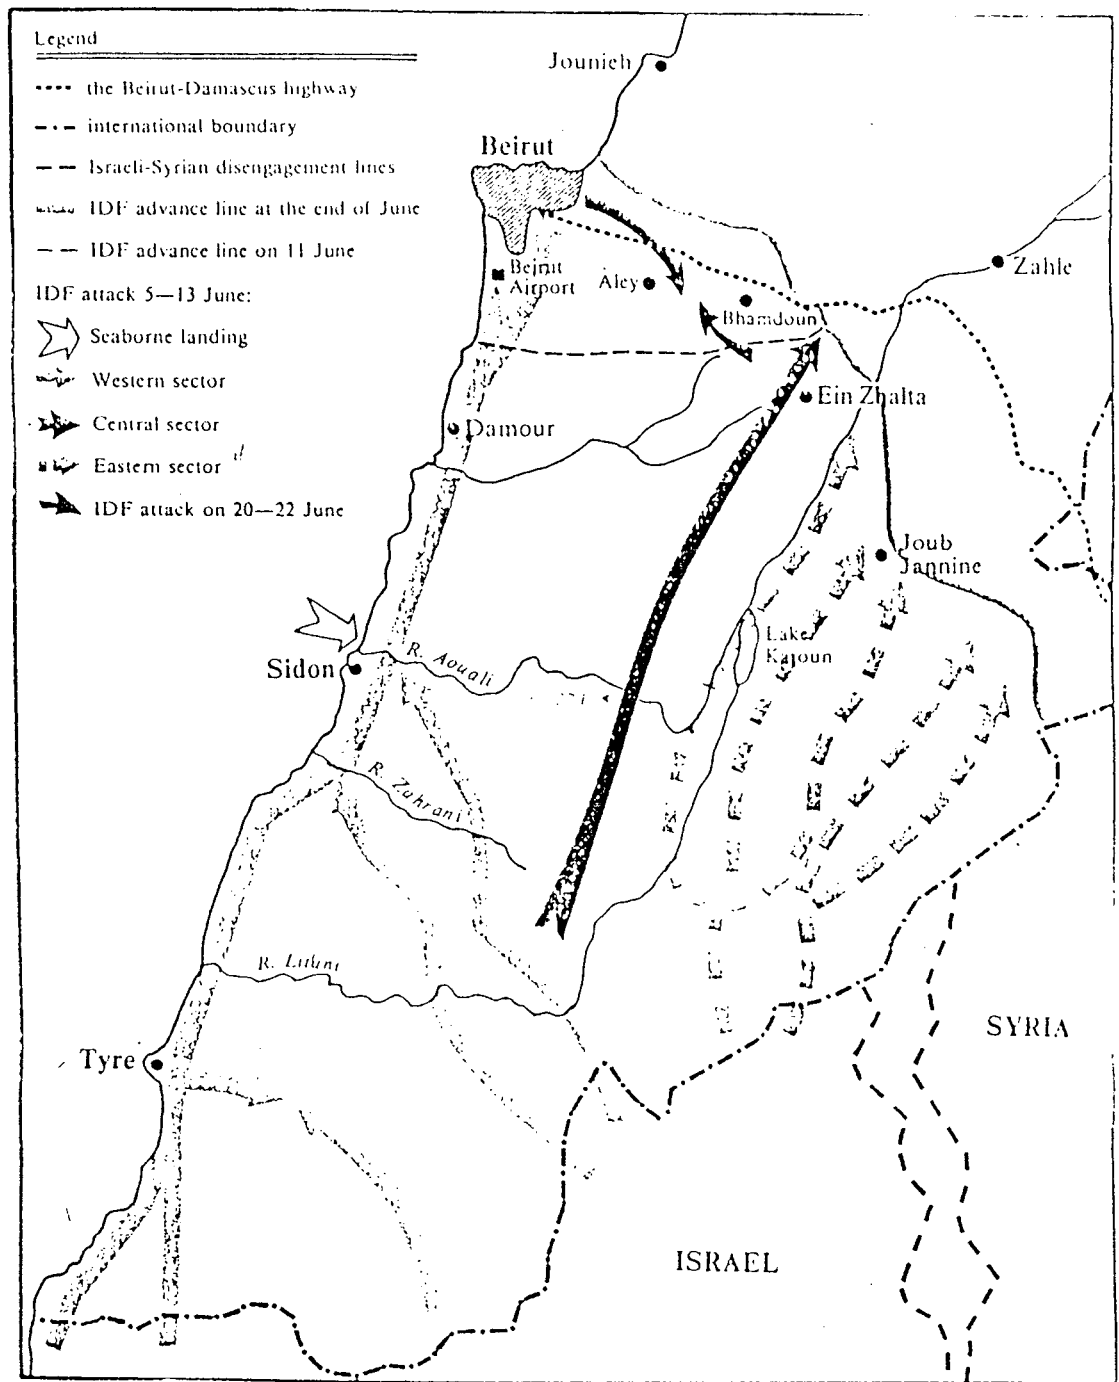 Legend
the Beirut-Damascus highway
international boundary
Israeli-Syrian disengagement lines
IDF advance line at the end of June
IDF advance line on 11 June
IDF attack 5—13 June:
Seaborne landing
Western sector
Central sector
Eastern sector
IDF attack on 20—22 June
Jounieh
Beirut
Beirut
Airport
Aley
Bhamdoun
Zahle
Ein Zhalta
Damour
Joub
Jannine
Lake
Karoun
Sidon
R. Aouali
R. Zahrani
R. Litani
Tyre
SYRIA
ISRAEL